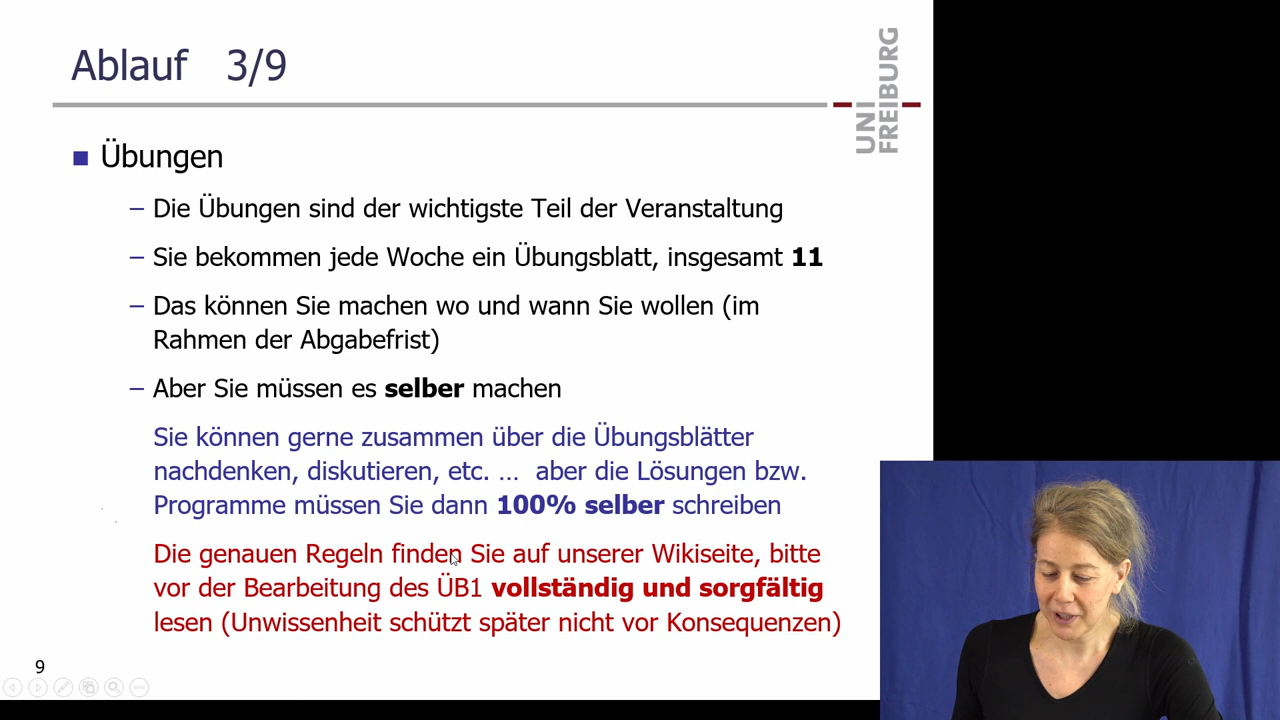 Ablauf 3/9
UNI
FREIBURG
Übungen
– Die Übungen sind der wichtigste Teil der Veranstaltung
– Sie bekommen jede Woche ein Übungsblatt, insgesamt 11
– Das können Sie machen wo und wann Sie wollen (im
Rahmen der Abgabefrist)
– Aber Sie müssen es selber machen
Sie können gerne zusammen über die Übungsblätter
nachdenken, diskutieren, etc. … aber die Lösungen bzw.
Programme müssen Sie dann 100% selber schreiben
Die genauen Regeln finden Sie auf unserer Wikiseite, bitte
vor der Bearbeitung des ÜB1 vollständig und sorgfältig
lesen (Unwissenheit schützt später nicht vor Konsequenzen)
9